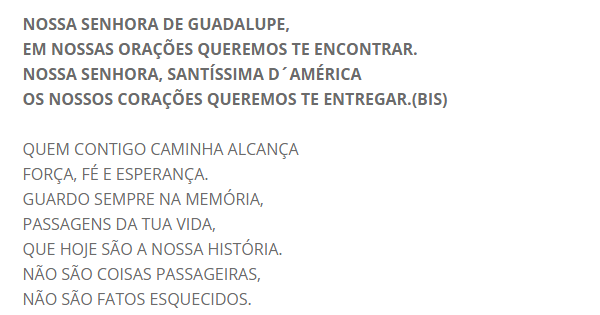 NOSSA SENHORA DE GUADALUPE,
EM NOSSAS ORAÇÕES QUEREMOS TE ENCONTRAR.
NOSSA SENHORA, SANTÍSSIMA D´AMÉRICA
OS NOSSOS CORAÇÕES QUEREMOS TE ENTREGAR.(BIS)
QUEM CONTIGO CAMINHA ALCANÇA
FORÇA, FÉ E ESPERANÇA.
GUARDO SEMPRE NA MEMÓRIA,
PASSAGENS DA TUA VIDA,
QUE HOJE SÃO A NOSSA HISTÓRIA.
NÃO SÃO COISAS PASSAGEIRAS,
NÃO SÃO FATOS ESQUECIDOS.